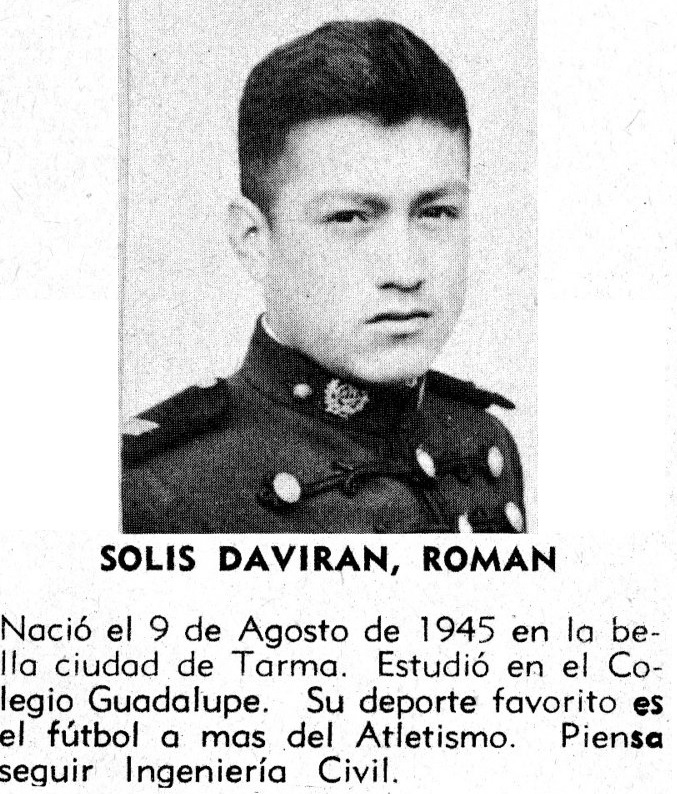 SOLIS DAVIRAN, ROMAN
Nació el 9 de Agosto de 1945 en la be-
lla ciudad de Tarma. Estudió en el Co-
legio Guadalupe. Su deporte favorito es
el fútbol a mas del Atletismo. Piensa
seguir Ingeniería Civil.